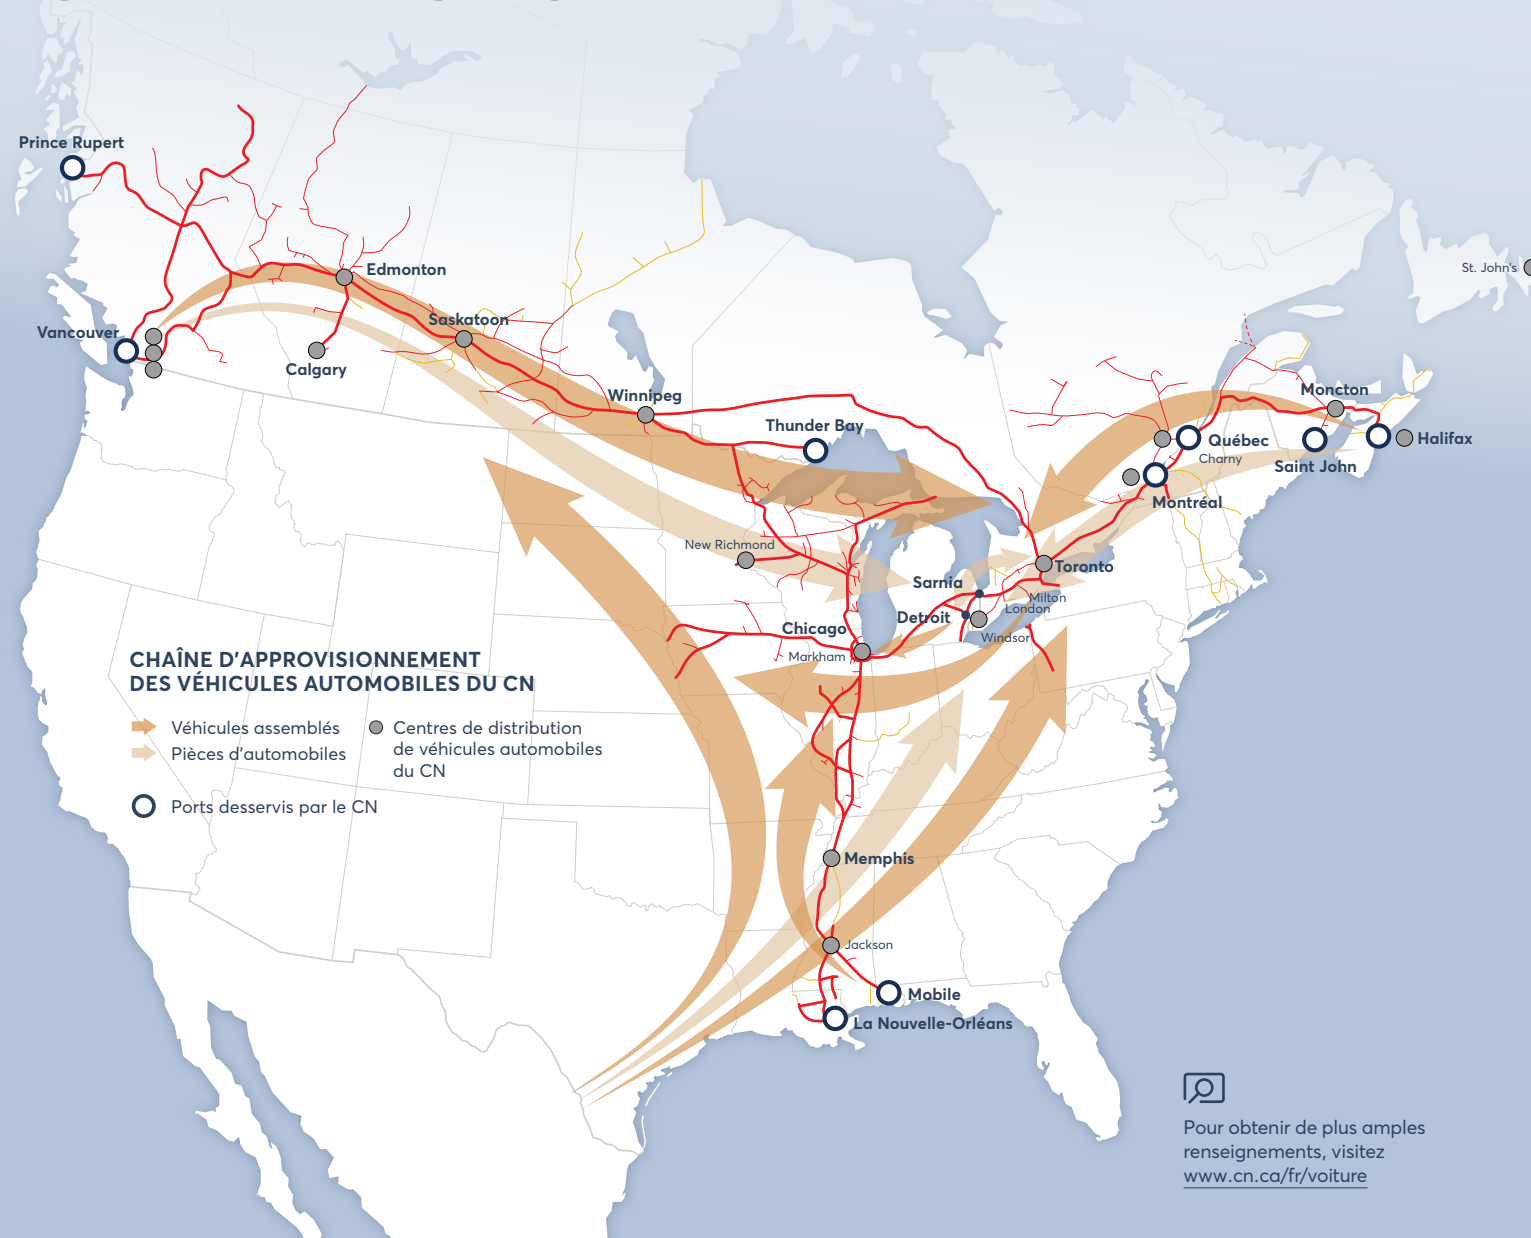 Prince Rupert
Edmonton
Vancouver
Saskatoon
Calgary
Winnipeg
Thunder Bay
St. John's
Moncton
Québec
Charny
Halifax
Saint John
Montréal
New Richmond
Toronto
Sarnia
Milton
London
Detroit
Windsor
Chicago
Markham
CHAÎNE D'APPROVISIONNEMENT
DES VÉHICULES AUTOMOBILES DU CN
Véhicules assemblés
Pièces d'automobiles
Ports desservis par le CN
Centres de distribution
de véhicules automobiles
du CN
Memphis
Jackson
Mobile
La Nouvelle-Orléans
Pour obtenir de plus amples
renseignements, visitez
www.cn.ca/fr/voiture